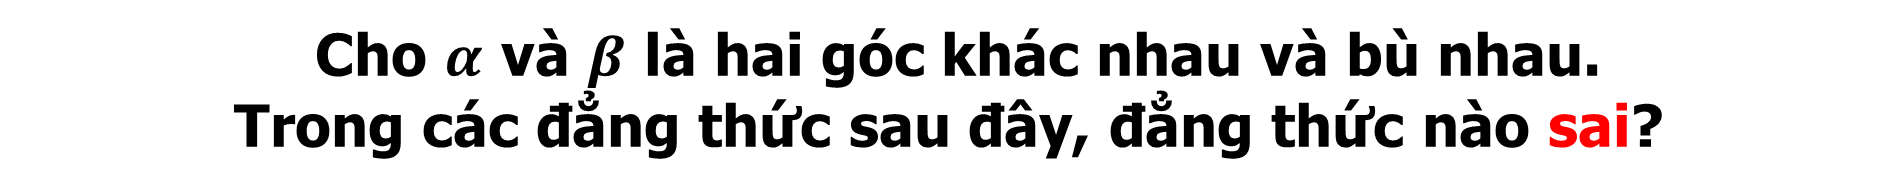 Cho α và β là hai góc khác nhau và bù nhau.
Trong các đẳng thức sau đây, đẳng thức nào sai?